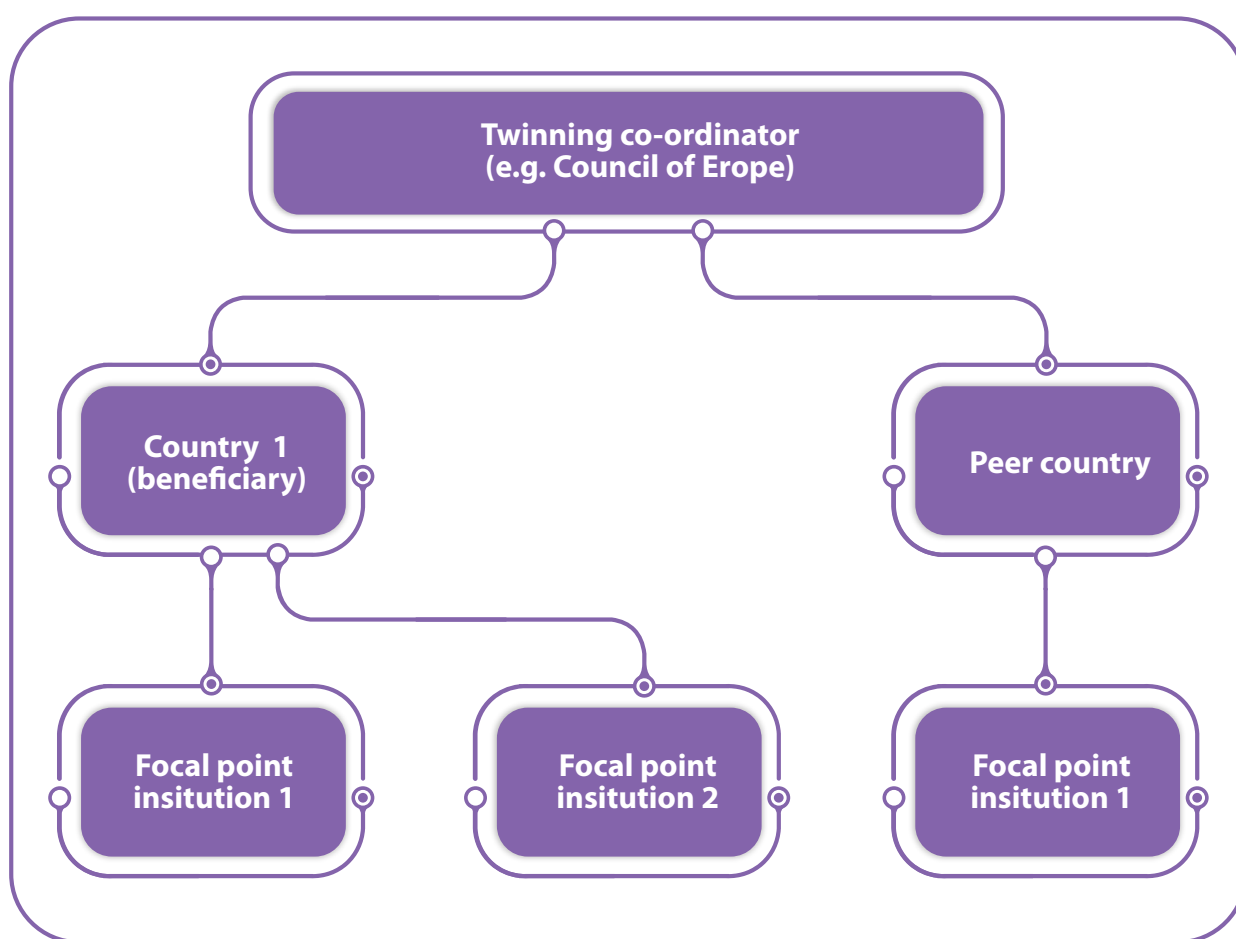 Twinning co-ordinator
(e.g. Council of Erope)
Country 1
(beneficiary)
Peer country
Focal point
insitution 1
Focal point
insitution 2
Focal point
insitution 1